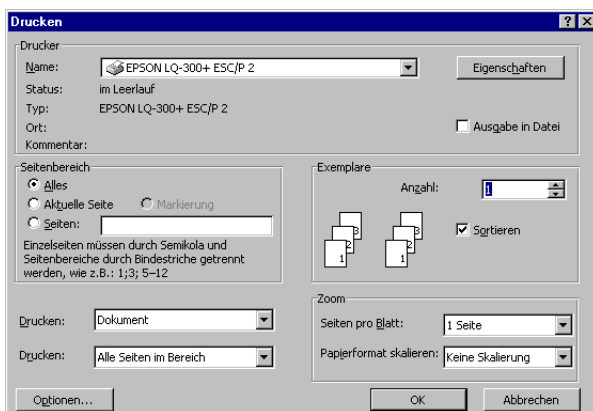 Drucken
Drucker
Name: EPSON LQ-300+ ESC/P 2 Eigenschaften
Status: im Leerlauf
Typ: EPSON LQ-300+ ESC/P 2
Ort: Ausgabe in Datei
Kommentar:
Seitenbereich
Alles
Aktuelle Seite Markierung
Seiten:
Einzelseiten müssen durch Semikola und
Seitenbereiche durch Bindestriche getrennt
werden, wie z.B.: 1;3; 5–12
Exemplare
Anzahl: 1
1 2 3 1 2 3 Sortieren
Drucken: Dokument
Drucken: Alle Seiten im Bereich
Zoom
Seiten pro Blatt: 1 Seite
Papierformat skalieren: Keine Skalierung
Optionen... OK Abbrechen